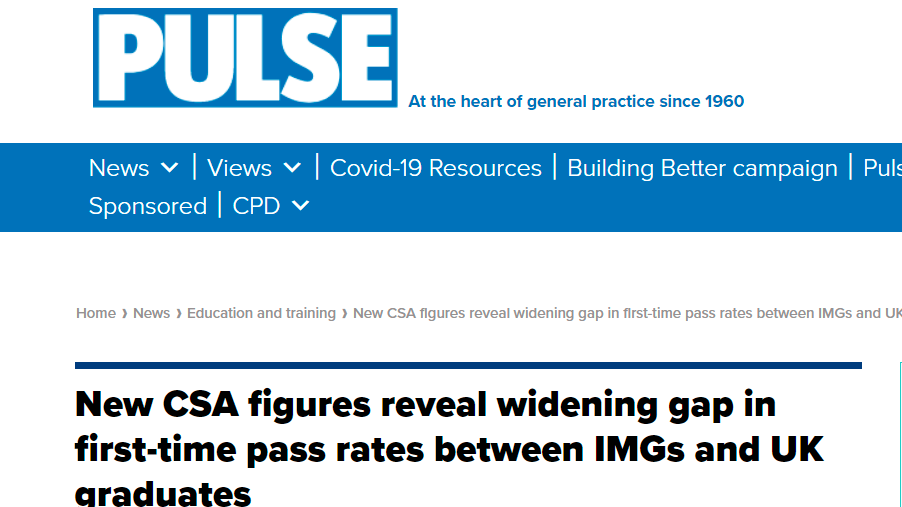 PULSE
At the heart of general practice since 1960
News | Views | Covid-19 Resources | Building Better campaign | Puls
Sponsored | CPD
Home › News › Education and training › New CSA figures reveal widening gap in first-time pass rates between IMGs and UK
New CSA figures reveal widening gap in
first-time pass rates between IMGs and UK
graduates